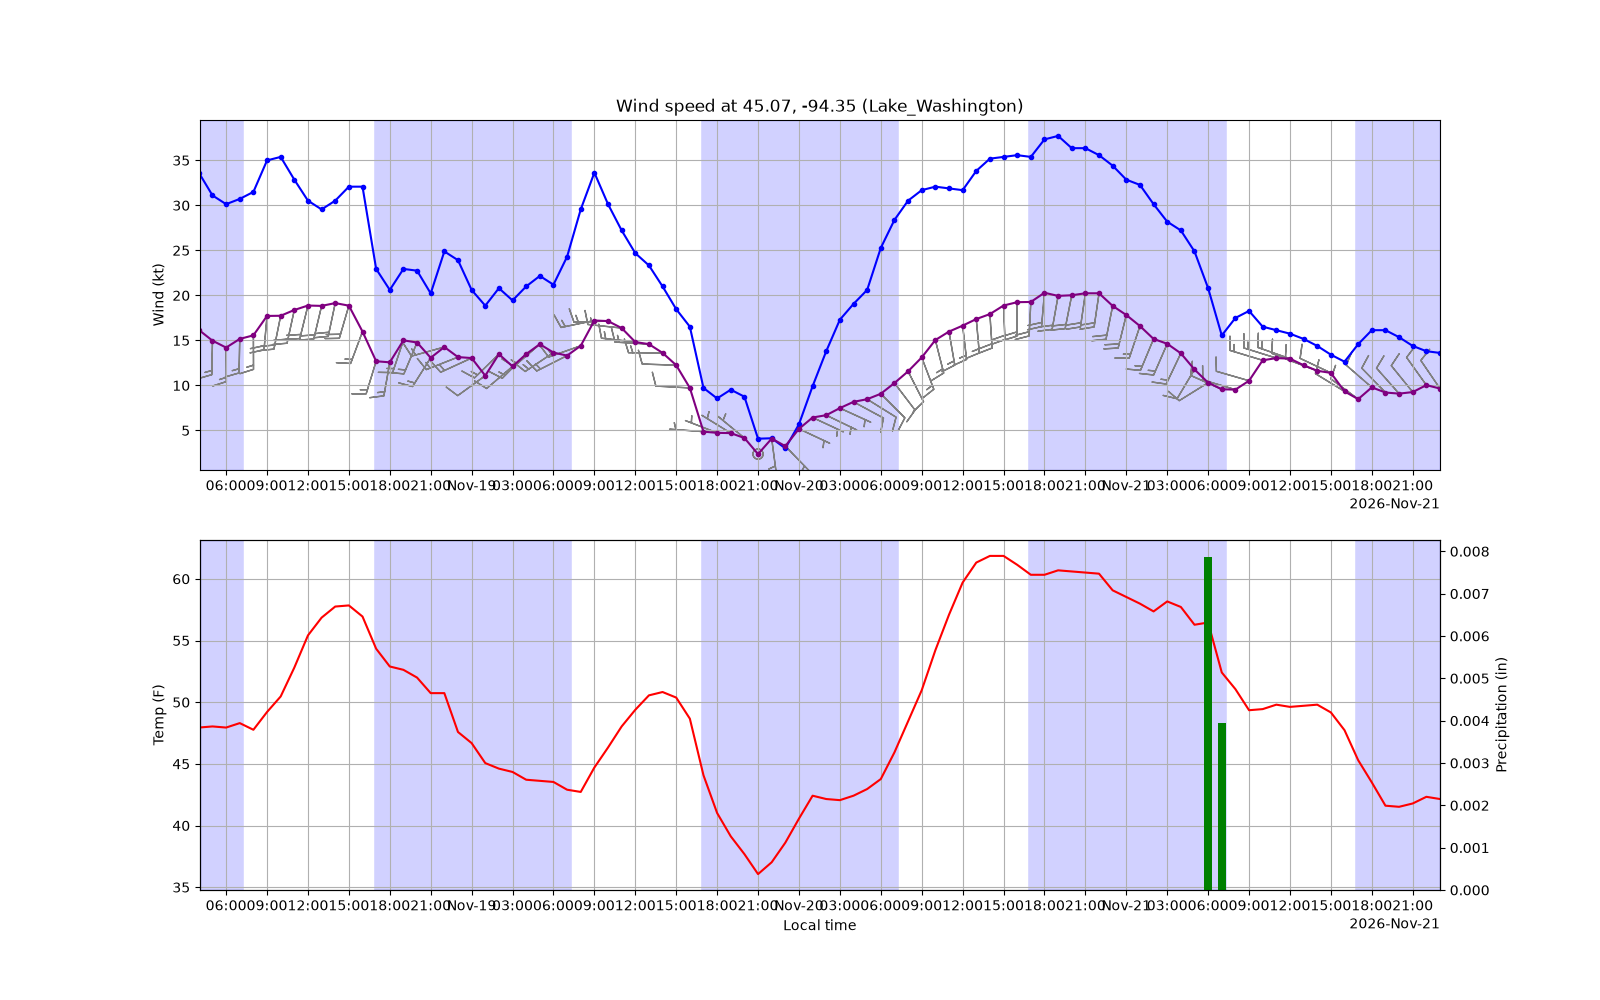 Wind speed at 45.07, -94.35 (Lake_Washington)
35
30
25
20
15
10
5
Wind (kt)
06:00 09:00 12:00 15:00 18:00 21:00 Nov-19 03:00 06:00 09:00 12:00 15:00 18:00 21:00 Nov-20 03:00 06:00 09:00 12:00 15:00 18:00 21:00 Nov-21 03:00 06:00 09:00 12:00 15:00 18:00 21:00
2026-Nov-21
60
55
50
45
40
35
Temp (F)
0.008
0.007
0.006
0.005
0.004
0.003
0.002
0.001
0.000
Precipitation (in)
06:00 09:00 12:00 15:00 18:00 21:00 Nov-19 03:00 06:00 09:00 12:00 15:00 18:00 21:00 Nov-20 03:00 06:00 09:00 12:00 15:00 18:00 21:00 Nov-21 03:00 06:00 09:00 12:00 15:00 18:00 21:00
Local time
2026-Nov-21